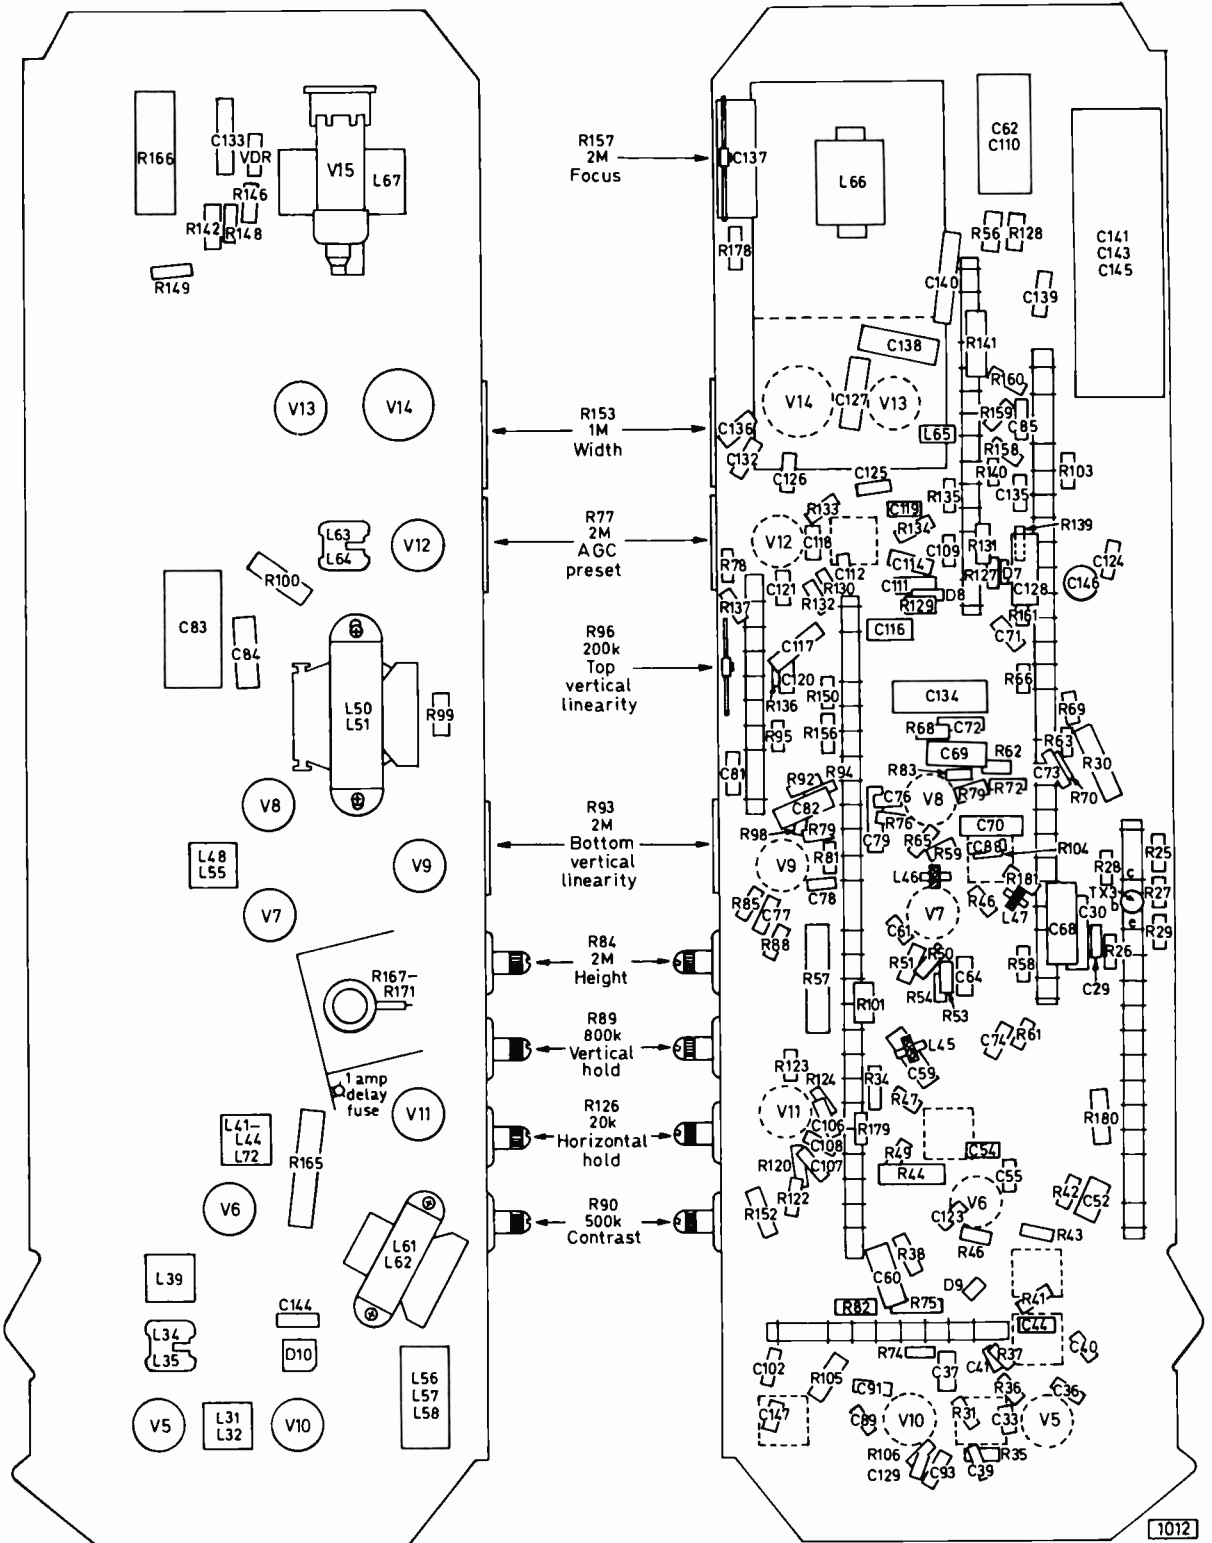 R166
C133
VDR
V15
L67
R146
R142
R148
R149
V13
V14
L63
L64
V12
R100
C83
C84
L50
L51
R99
V8
L48
L55
V9
V7
R167-
R171
1 amp
delay
fuse
V11
L41-
L44
L72
R165
V6
L61
L62
L39
C144
L34
L35
D10
L56
L57
L58
V5
L31
L32
V10
R157
2M
Focus
R153
1M
Width
R77
2M
AGC
preset
R96
200k
Top
vertical
linearity
R93
2M
Bottom
vertical
linearity
R84
2M
Height
R89
800k
Vertical
hold
R126
20k
Horizontal
hold
R90
500k
Contrast
C137
L66
C62
C110
R178
R56
R128
C141
C143
C145
C140
C139
C138
R141
R160
V14
C127
V13
R159
C85
C136
L65
C132
R158
C126
C125
R140
R103
R135
C135
R133
C119
R134
R139
V12
C118
C109
R131
C124
R78
C112
C114
R127
D7
C146
C121
R130
C111
D8
C128
R137
R132
R129
R161
C116
C71
C117
C120
R66
R136
R150
C134
R69
R95
R156
R68
C72
R63
C69
R62
R30
C81
R83
C73
R92
R94
R79
R72
R70
C82
C76
V8
R98
R79
R76
C70
C79
R65
R59
C88
R104
V9
R81
R28
R25
L46
R181
c
C78
R46
TX3
R27
R85
V7
L47
b
C77
C61
C30
C68
e
R88
R51
R50
R29
R57
C64
R58
R26
R54
R101
R53
C29
C74
R61
L45
R123
C59
R124
R34
R47
V11
R180
C106
R179
C108
R49
C54
R120
C107
R44
C55
R122
R42
C52
R152
V6
C123
R46
R43
R38
C60
D9
R41
R82
R75
C44
R74
R37
C40
C102
C41
R105
C37
C91
R36
C36
C147
C89
V10
R31
C33
V5
R106
R35
C129
C93
C39
1012